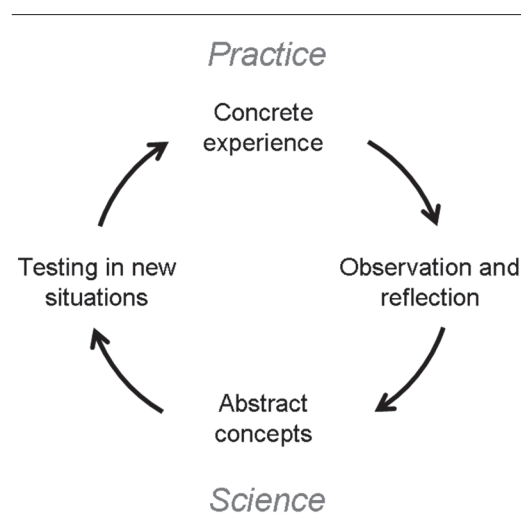 Practice
Concrete
experience
Testing in new
situations
Observation and
reflection
Abstract
concepts
Science